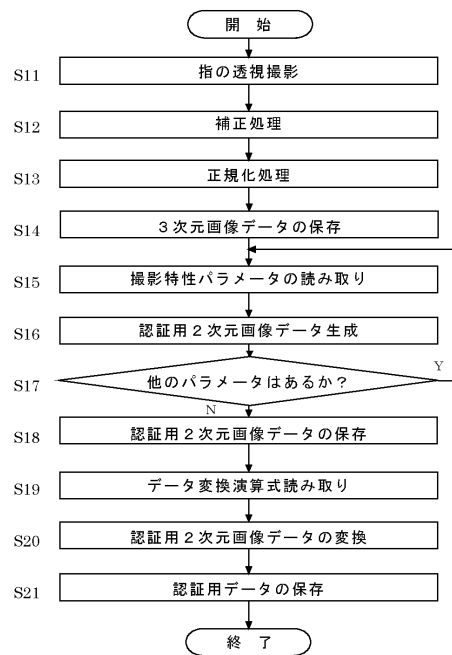 開 始
S11 指の透視撮影
S12 補正処理
S13 正規化処理
S14 3次元画像データの保存
S15 撮影特性パラメータの読み取り
S16 認証用2次元画像データ生成
S17 他のパラメータはあるか? Y
N
S18 認証用2次元画像データの保存
S19 データ変換演算式読み取り
S20 認証用2次元画像データの変換
S21 認証用データの保存
終 了